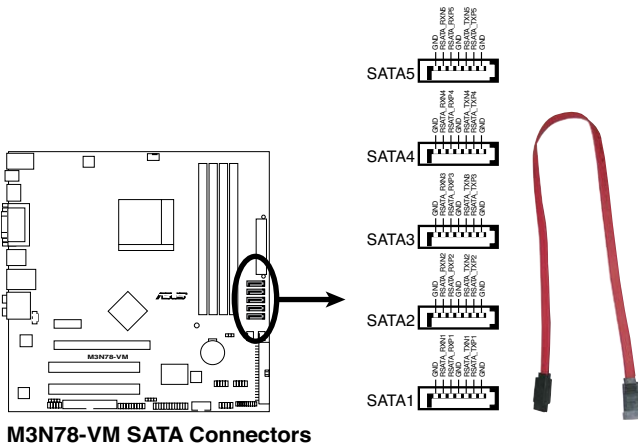 GND
RSATA_RXN5
RSATA_RXP5
GND
RSATA_TXN5
RSATA_TXP5
GND
SATA5
GND
RSATA_RXN4
RSATA_RXP4
GND
RSATA_TXN4
RSATA_TXP4
GND
SATA4
GND
RSATA_RXN3
RSATA_RXP3
GND
RSATA_TXN3
RSATA_TXP3
GND
SATA3
GND
RSATA_RXN2
RSATA_RXP2
GND
RSATA_TXN2
RSATA_TXP2
GND
SATA2
GND
RSATA_RXN1
RSATA_RXP1
GND
RSATA_TXN1
RSATA_TXP1
GND
SATA1
ASUS
M3N78-VM
M3N78-VM SATA Connectors